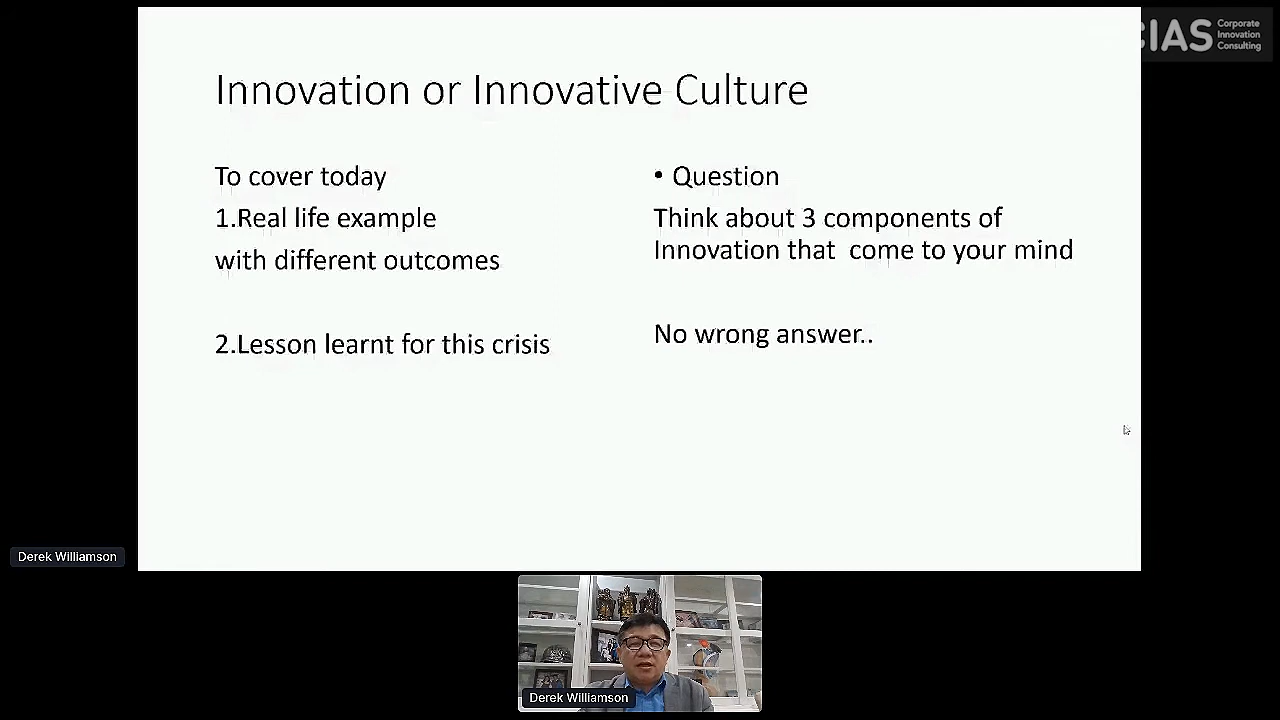 CIAS Corporate
Innovation
Consulting
Innovation or Innovative Culture
To cover today
1.Real life example
with different outcomes
2.Lesson learnt for this crisis
• Question
Think about 3 components of
Innovation that  come to your mind
No wrong answer..
Derek Williamson
Derek Williamson